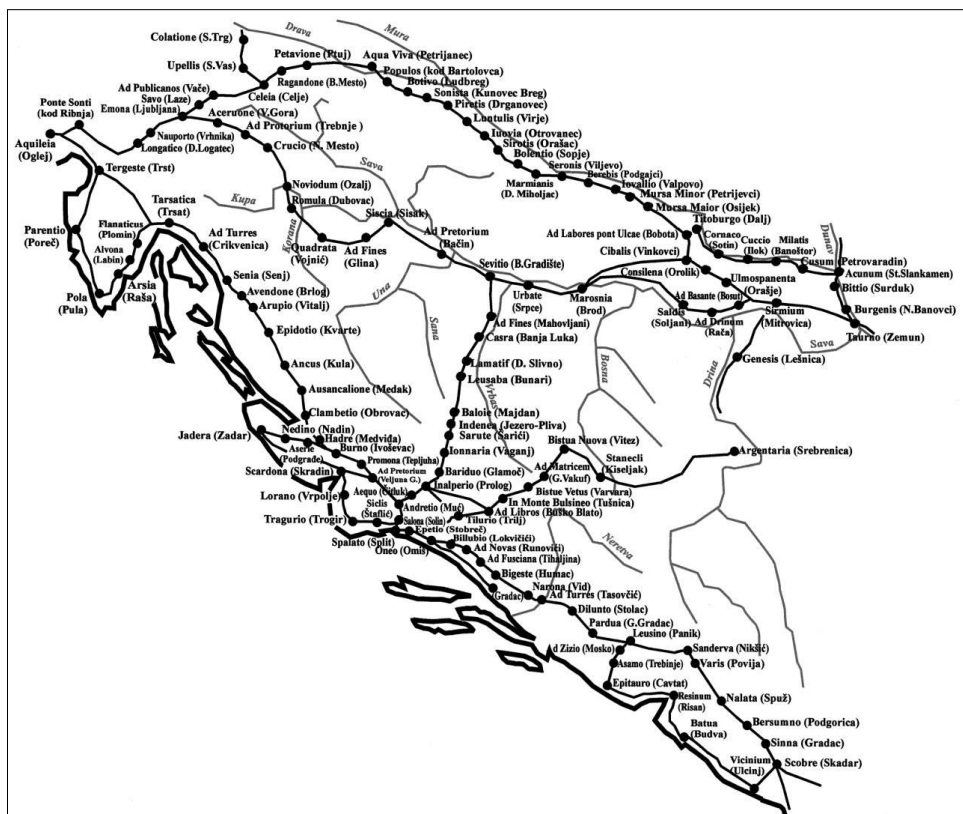 Colatione (S.Trg)
Drava
Mura
Upellis (S.Vas)
Petavione (Ptuj)
Aqua Viva (Petrijanec)
Ragandone (B.Mesto)
Populos (kod Bartolovca)
Ad Publicanos (Vače)
Celeia (Celje)
Botivo (Ludbreg)
Savo (Laze)
Sonista (Kunovec Breg)
Ponte Sonti
(kod Ribnja)
Emona (Ljubljana)
Piretis (Drganovec)
Aceruone (V.Gora)
Luntulis (Virje)
Nauporto (Vrhnika)
Ad Protorium (Trebnje )
Iuovia (Otrovanec)
Aquileia
(Oglej)
Longatico (D.Logatec)
Crucio (N. Mesto)
Sirotis (Orašac)
Bolentio (Sopje)
Tergeste (Trst)
Sava
Seronis (Viljevo)
Marmianis
(D. Miholjac)
Berebis (Podgajci)
Noviodum (Ozalj)
Iovallio (Valpovo)
Kupa
Romula (Dubovac)
Mursa Minor (Petrijevci)
Tarsatica
(Trsat)
Siscia (Sisak)
Mursa Maior (Osijek)
Parentio
(Poreč)
Flanaticus
(Plomin)
Korana
Titoburgo (Dalj)
Dunav
Ad Turres
(Crikvenica)
Quadrata
(Vojnić)
Ad Fines
(Glina)
Ad Pretorium
(Bačin)
Ad Labores pont Ulcae (Bobota)
Cornaco
(Sotin)
Cuccio
(Ilok)
Milatis
(Banoštor)
Alvona
(Labin)
Cibalis (Vinkovci)
Cusum (Petrovaradin)
Pola
(Pula)
Arsia
(Raša)
Senia (Senj)
Una
Sevitio (B.Gradište)
Consilena (Orolik)
Ulmospanenta
(Orašje)
Acunum (St.Slankamen)
Avendone (Brlog)
Urbate
(Srpce)
Marosnia
(Brod)
Bittio (Surduk)
Arupio (Vitalj)
Ad Basante (Bosut)
Saldis
(Soljani)
Ad Drinum
(Rača)
Sirmium
(Mitrovica)
Burgenis (N.Banovci)
Epidotio (Kvarte)
Sana
Ad Fines (Mahovljani)
Casra (Banja Luka)
Sava
Taurno (Zemun)
Ancus (Kula)
Lamatif (D. Slivno)
Vrbas
Bosna
Drina
Genesis (Lešnica)
Leusaba (Bunari)
Ausancalione (Medak)
Clambetio (Obrovac)
Baloie (Majdan)
Indenea (Jezero-Pliva)
Jadera (Zadar)
Nedino (Nadin)
Hadre (Medviđa)
Sarute (Sarići)
Bistua Nuova (Vitez)
Aserie
(Podgrađe)
Burno (Ivoševac)
Ionnaria (Vaganj)
Stanecli
(Kiseljak)
Argentaria (Srebrenica)
Scardona (Skradin)
Promona (Tepljuha)
Ad Pretorium
(Veljuna G.)
Bariduo (Glamoč)
Ad Matricem
(G.Vakuf)
Inalperio (Prolog)
Bistue Vetus (Varvara)
Lorano (Vrpolje)
Aequo (Čitluk)
In Monte Bulsineo (Tušnica)
Siclis
(Štaflić)
Andretio (Muć)
Ad Libros (Buško Blato)
Tragurio (Trogir)
Salona (Solin)
Tilurio (Trilj)
Epetio (Stobreč)
Spalato (Split)
Oneo (Omiš)
Billubio (Lokvičići)
Ad Novas (Runovići)
Neretva
Ad Fusciana (Tihaljina)
Bigeste (Humac)
Narona (Vid)
(Gradac)
Ad Turres (Tasovčić)
Dilunto (Stolac)
Pardua (G.Gradac)
Leusino (Panik)
Ad Zizio (Mosko)
Sanderva (Nikšić)
Asamo (Trebinje)
Varis (Povija)
Epitauro (Cavtat)
Resinum
(Risan)
Nalata (Spuž)
Batua
(Budva)
Bersumno (Podgorica)
Sinna (Gradac)
Vicinium
(Ulcinj)
Scobre (Skadar)